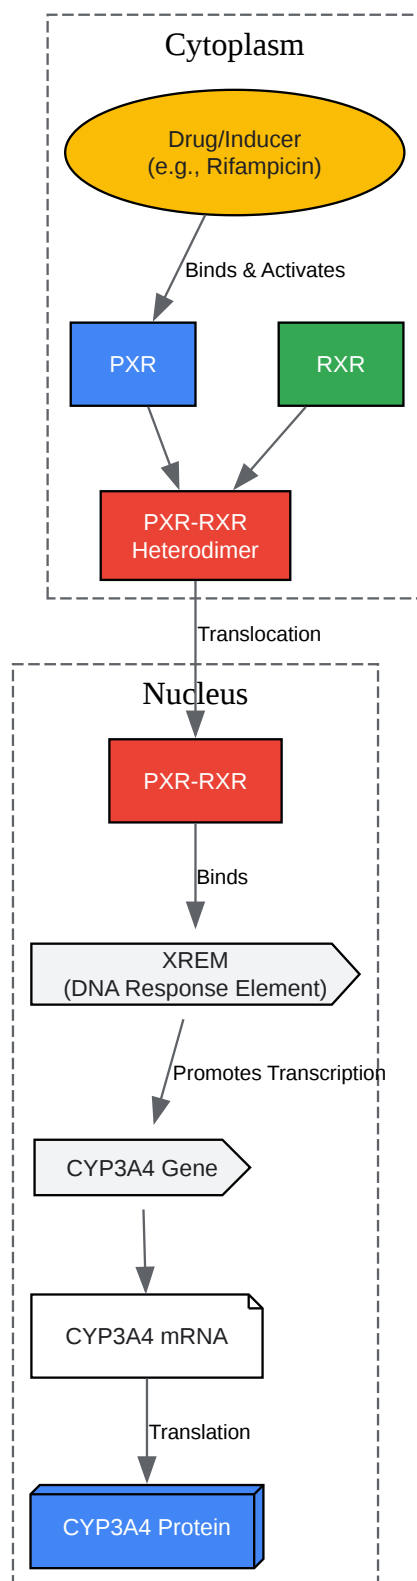 Cytoplasm
Drug/Inducer
(e.g., Rifampicin)
Binds & Activates
PXR
RXR
PXR-RXR
Heterodimer
Translocation
Nucleus
PXR-RXR
Binds
XREM
(DNA Response Element)
Promotes Transcription
CYP3A4 Gene
CYP3A4 mRNA
Translation
CYP3A4 Protein